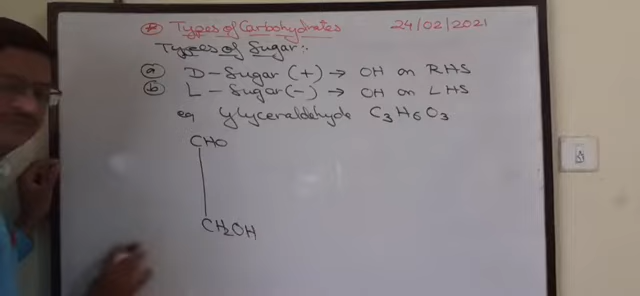 * Types of Carbohydrates 24/02/2021
Types of Sugar:-
a D-Sugar (+) → OH on RHS
b L-Sugar (-) → OH on LHS
eg Glyceraldehyde C3H6O3
CHO
CH2OH